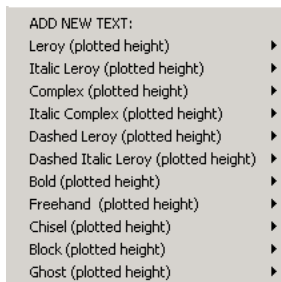 ADD NEW TEXT:
Leroy (plotted height)
Italic Leroy (plotted height)
Complex (plotted height)
Italic Complex (plotted height)
Dashed Leroy (plotted height)
Dashed Italic Leroy (plotted height)
Bold (plotted height)
Freehand  (plotted height)
Chisel (plotted height)
Block (plotted height)
Ghost (plotted height)